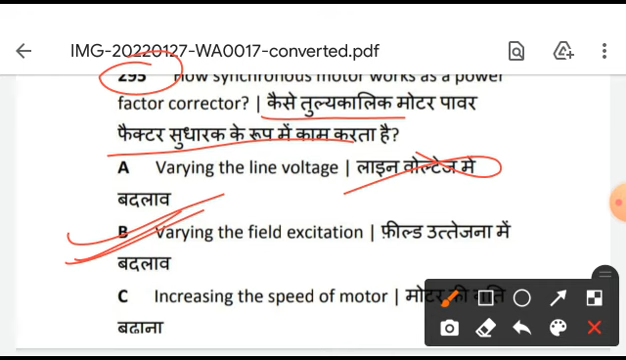 IMG-20220127-WA0017-converted.pdf
295 How synchronous motor works as a power
factor corrector? | कैसे तुल्यकालिक मोटर पावर
फैक्टर सुधारक के रूप में काम करता है?
A Varying the line voltage | लाइन वोल्टेज में
बदलाव
B Varying the field excitation | फ़ील्ड उत्तेजना में
बदलाव
C Increasing the speed of motor | मोटर की गति
बढाना